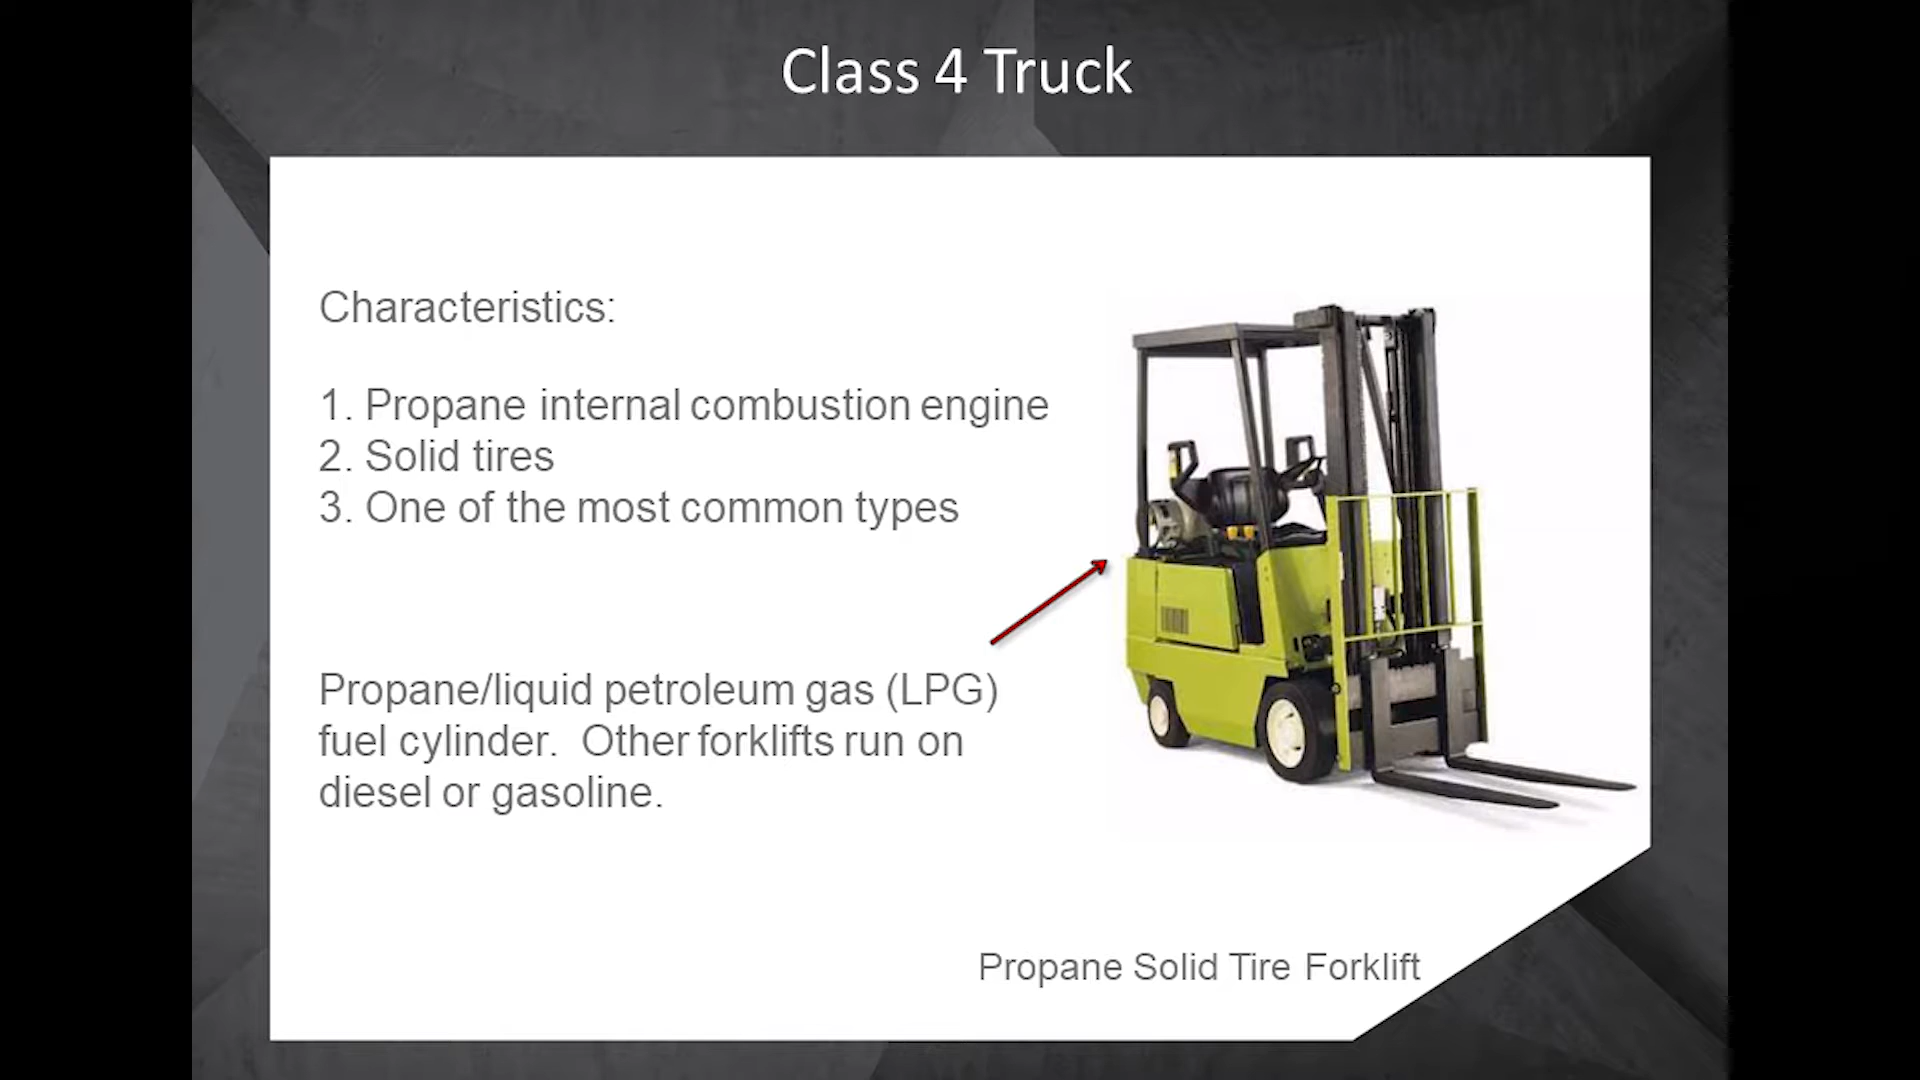 Class 4 Truck
Characteristics:
1. Propane internal combustion engine
2. Solid tires
3. One of the most common types
Propane/liquid petroleum gas (LPG)
fuel cylinder.  Other forklifts run on
diesel or gasoline.
Propane Solid Tire Forklift